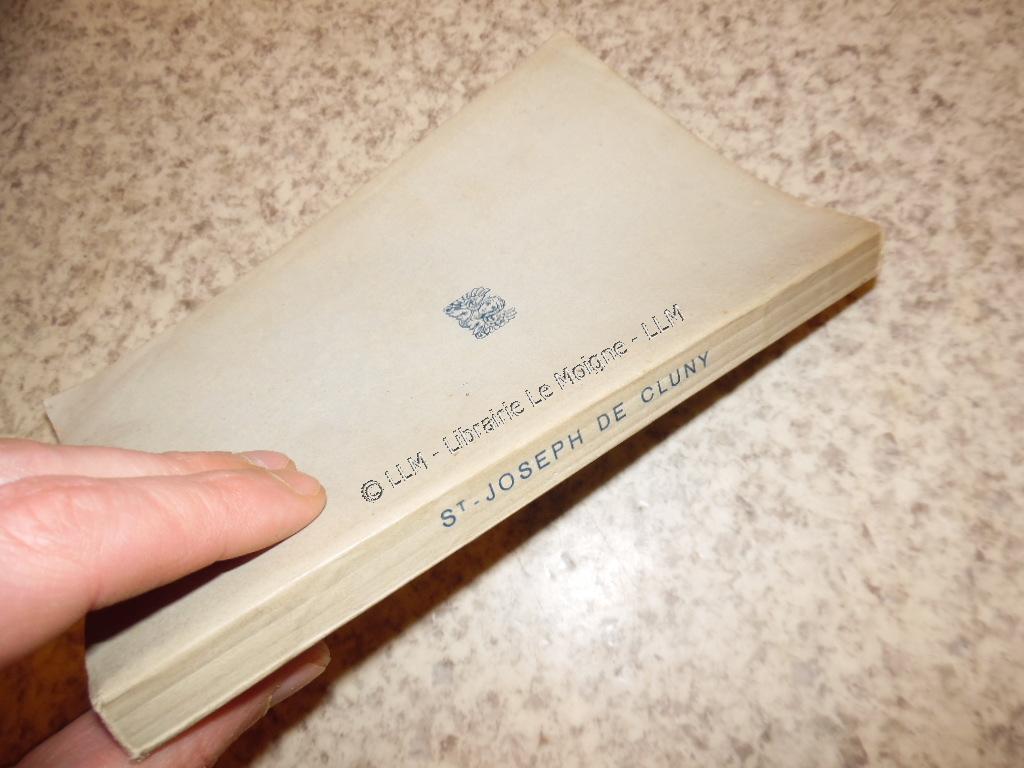 © LLM - Librairie Le Moigne - LLM
ST-JOSEPH DE CLUNY